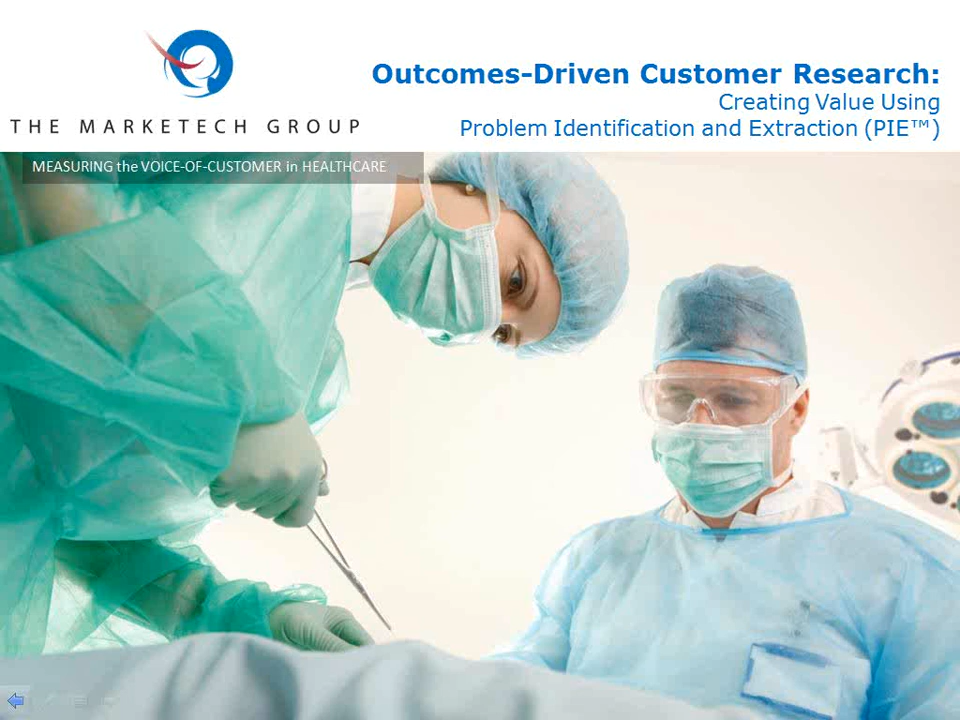 Outcomes-Driven Customer Research:
Creating Value Using
Problem Identification and Extraction (PIE™)
THE MARKETECH GROUP
MEASURING the VOICE-OF-CUSTOMER in HEALTHCARE